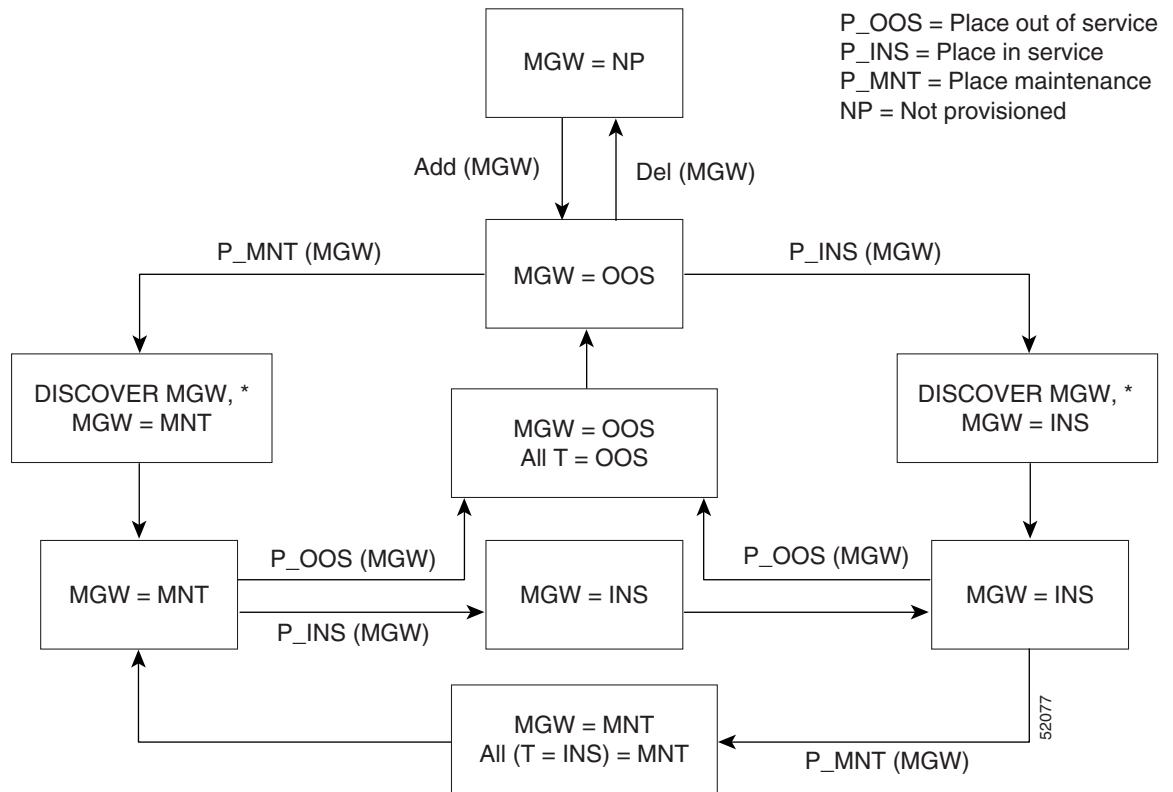 P_OOS = Place out of service
P_INS = Place in service
P_MNT = Place maintenance
NP = Not provisioned
MGW = NP
Add (MGW)
Del (MGW)
P_MNT (MGW)
MGW = OOS
P_INS (MGW)
DISCOVER MGW, *
MGW = MNT
MGW = OOS
All T = OOS
DISCOVER MGW, *
MGW = INS
MGW = MNT
P_OOS (MGW)
P_INS (MGW)
MGW = INS
P_OOS (MGW)
MGW = INS
MGW = MNT
All (T = INS) = MNT
P_MNT (MGW)
52077